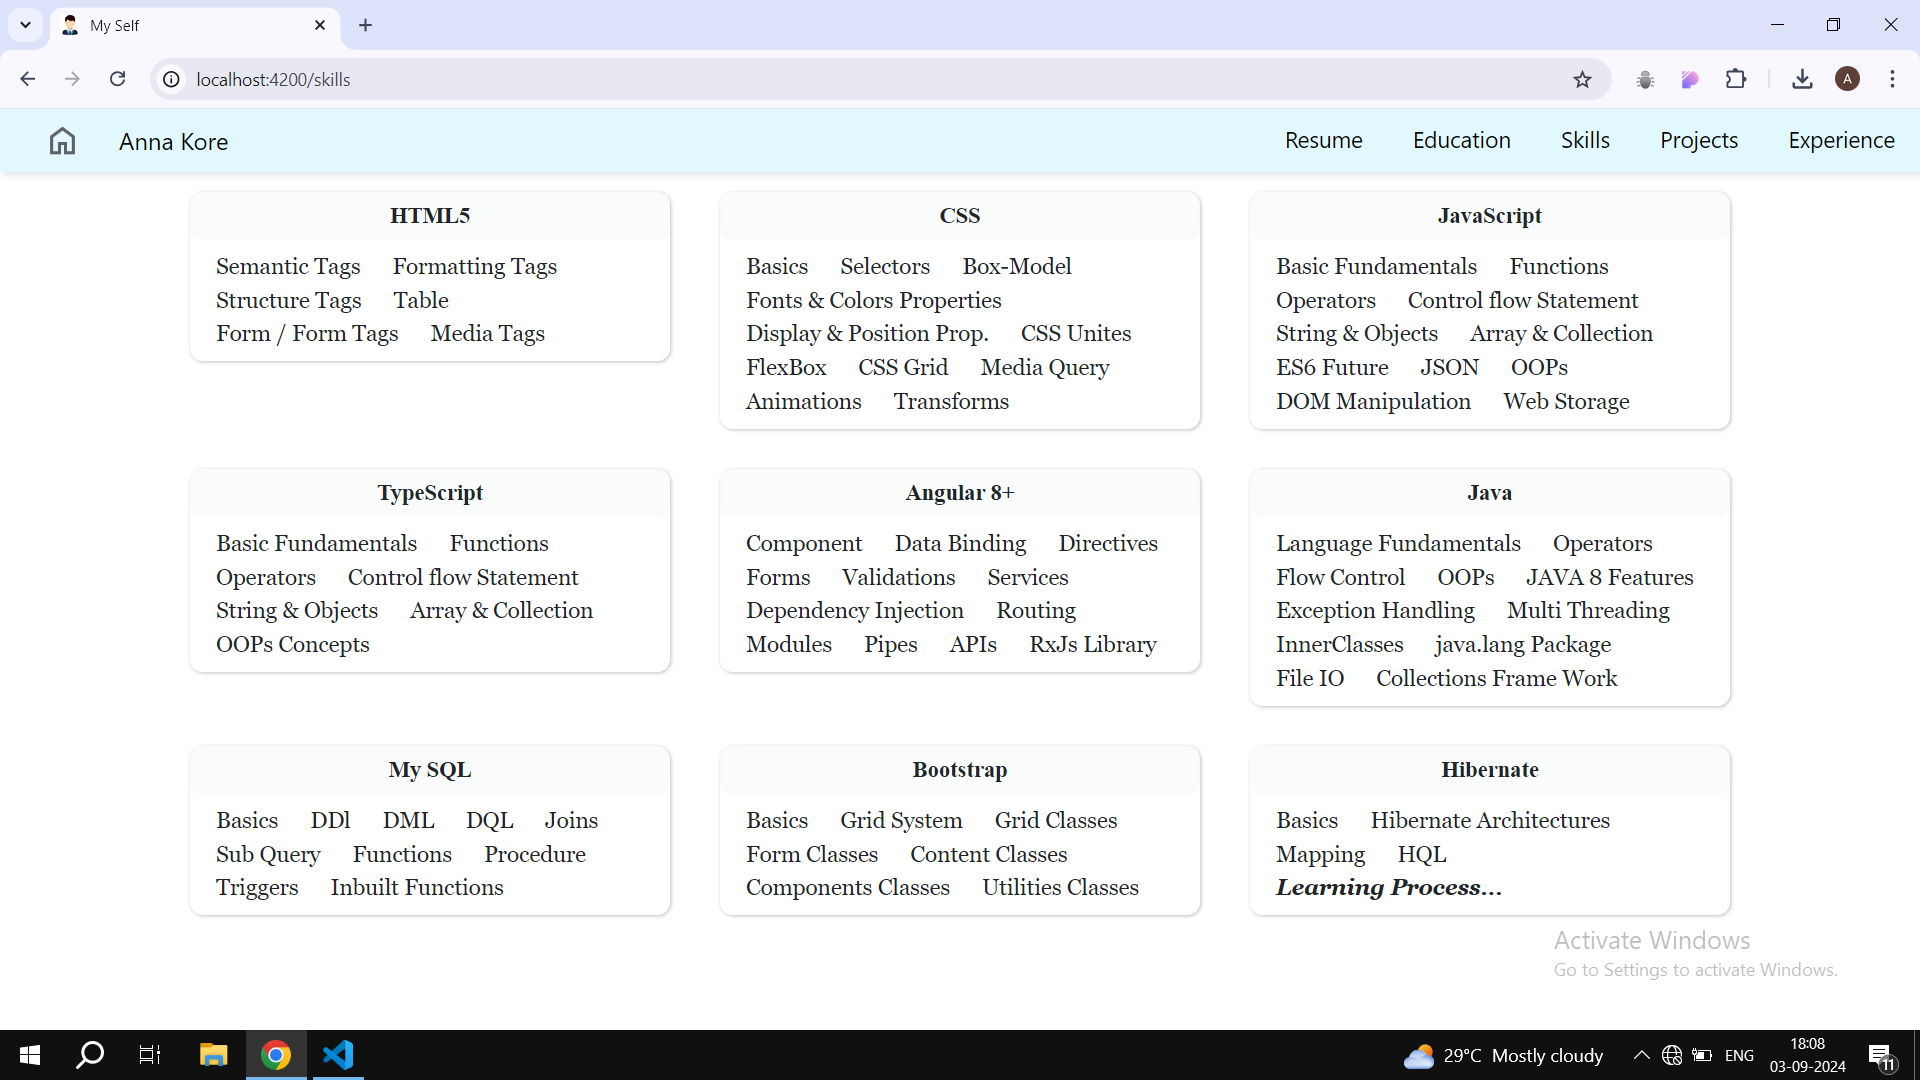 My Self
localhost:4200/skills
A
Anna Kore
Resume Education Skills Projects Experience
HTML5
Semantic Tags Formatting Tags
Structure Tags Table
Form / Form Tags Media Tags
CSS
Basics Selectors Box-Model
Fonts & Colors Properties
Display & Position Prop. CSS Unites
FlexBox CSS Grid Media Query
Animations Transforms
JavaScript
Basic Fundamentals Functions
Operators Control flow Statement
String & Objects Array & Collection
ES6 Future JSON OOPs
DOM Manipulation Web Storage
TypeScript
Basic Fundamentals Functions
Operators Control flow Statement
String & Objects Array & Collection
OOPs Concepts
Angular 8+
Component Data Binding Directives
Forms Validations Services
Dependency Injection Routing
Modules Pipes APIs RxJs Library
Java
Language Fundamentals Operators
Flow Control OOPs JAVA 8 Features
Exception Handling Multi Threading
InnerClasses java.lang Package
File IO Collections Frame Work
My SQL
Basics DDl DML DQL Joins
Sub Query Functions Procedure
Triggers Inbuilt Functions
Bootstrap
Basics Grid System Grid Classes
Form Classes Content Classes
Components Classes Utilities Classes
Hibernate
Basics Hibernate Architectures
Mapping HQL
Learning Process...
Activate Windows
Go to Settings to activate Windows.
29°C Mostly cloudy
ENG
18:08
03-09-2024
11